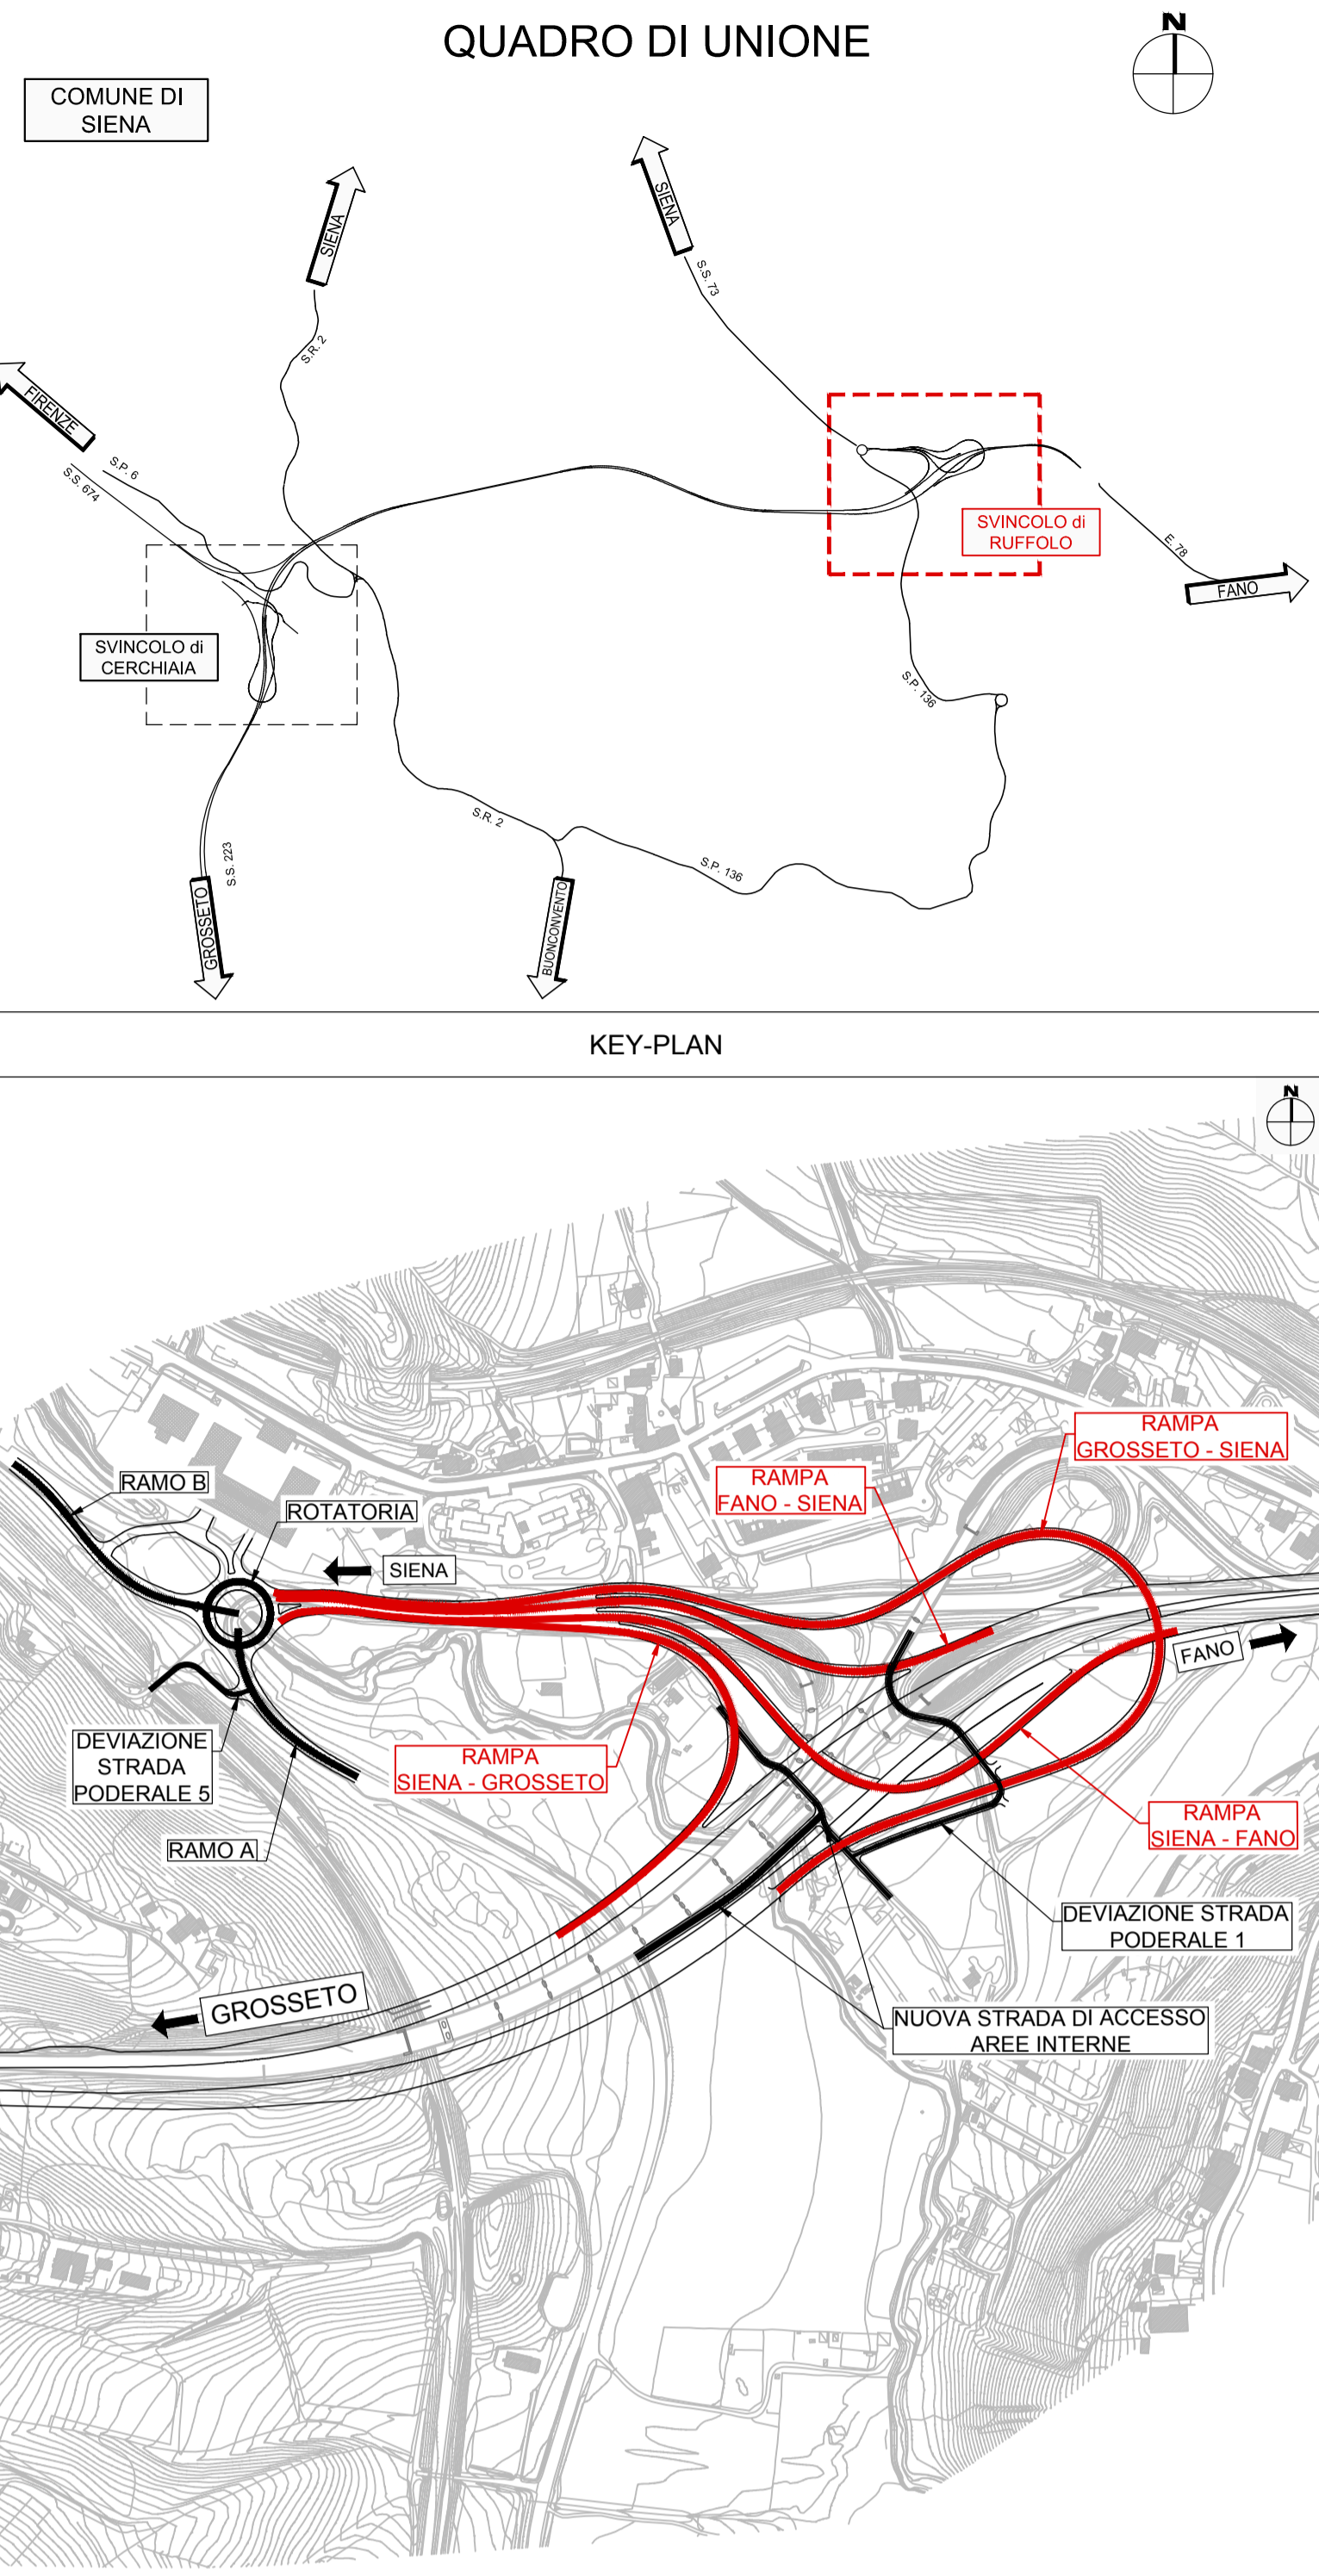 QUADRO DI UNIONE
N
COMUNE DI
SIENA
SIENA
SIENA
S.S. 73
S.R. 2
FIRENZE
S.P. 6
S.S. 674
SVINCOLO di
RUFFOLO
E. 78
FANO
SVINCOLO di
CERCHIAIA
S.P. 136
S.R. 2
S.P. 136
S.S. 223
GROSSETO
BUONCONVENTO
KEY-PLAN
N
RAMPA
GROSSETO - SIENA
RAMPA
FANO - SIENA
RAMO B
ROTATORIA
SIENA
FANO
DEVIAZIONE
STRADA
PODERALE 5
RAMPA
SIENA - GROSSETO
RAMPA
SIENA - FANO
RAMO A
DEVIAZIONE STRADA
PODERALE 1
GROSSETO
NUOVA STRADA DI ACCESSO
AREE INTERNE